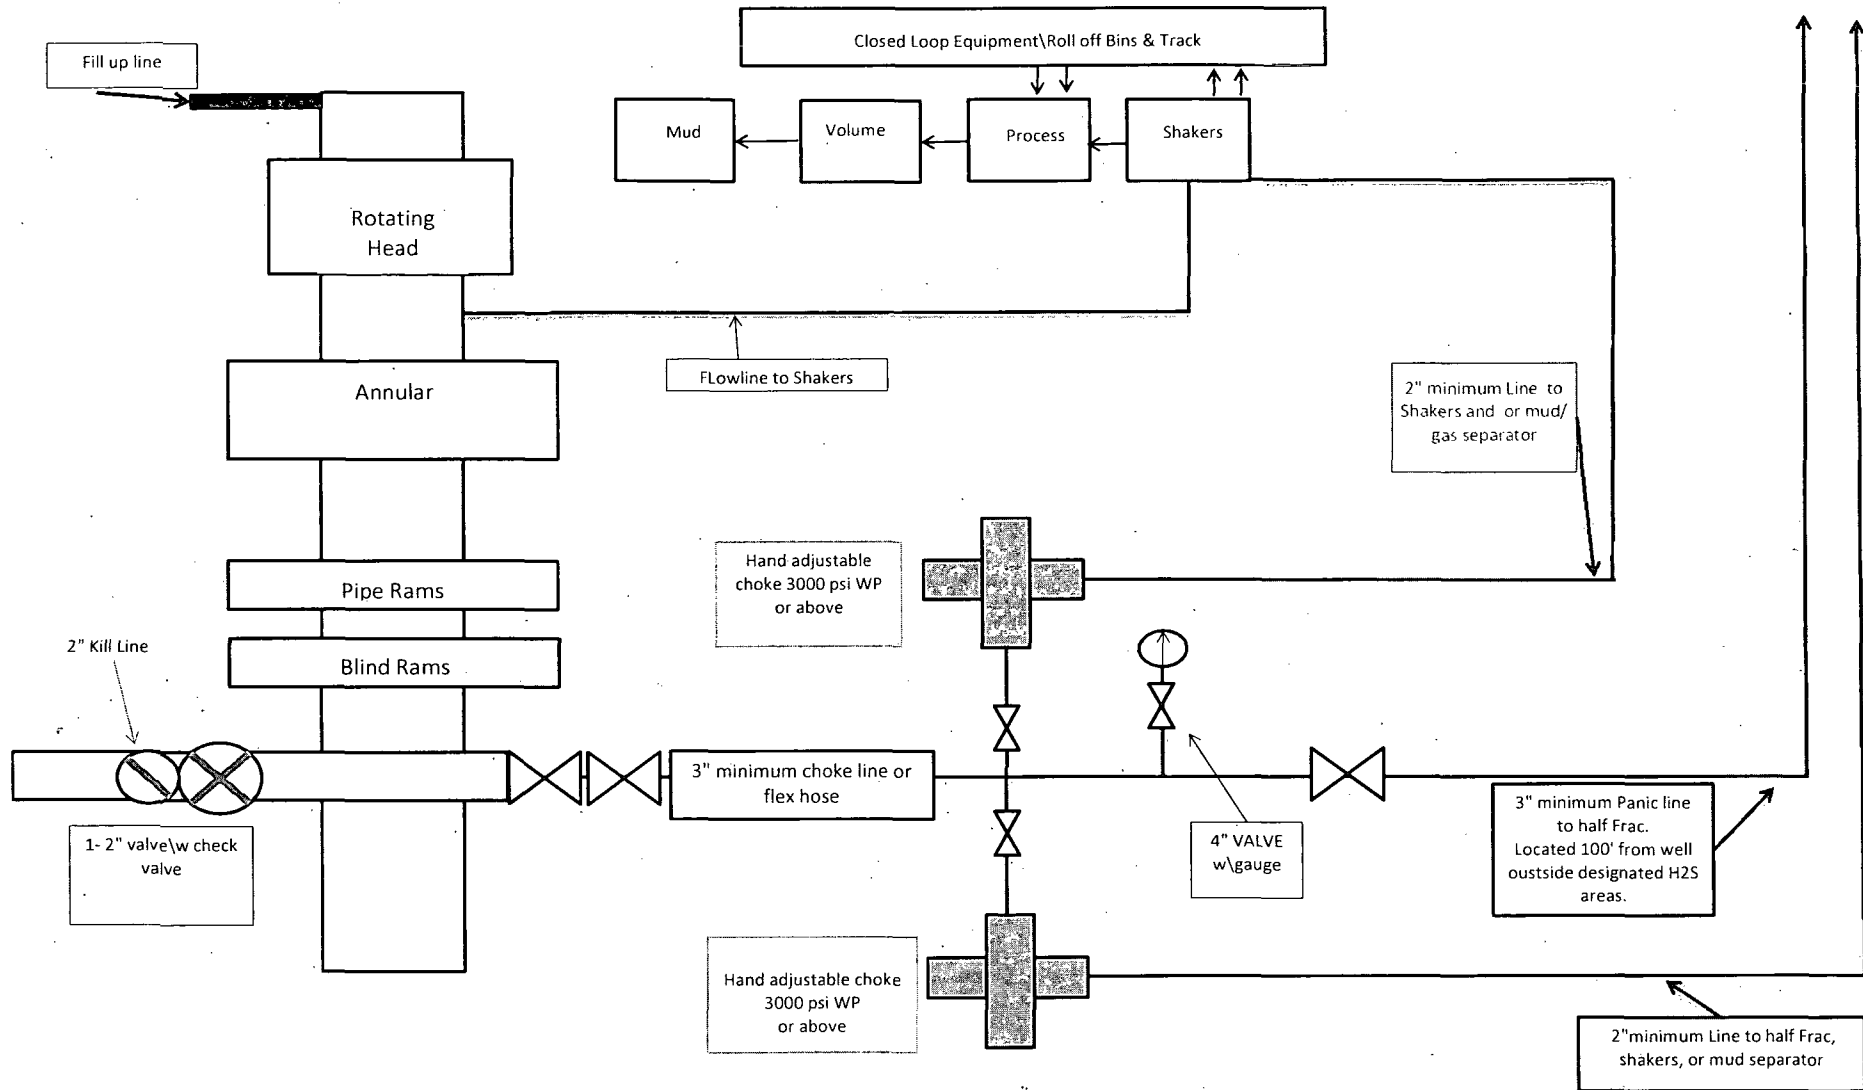 Closed Loop Equipment\Roll off Bins & Track
Fill up line
Mud
Volume
Process
Shakers
Rotating
Head
FLowline to Shakers
Annular
2" minimum Line to
Shakers and or mud/
gas separator
Hand adjustable
choke 3000 psi WP
or above
Pipe Rams
2" Kill Line
Blind Rams
3" minimum choke line or
flex hose
1- 2" valve\w check
valve
4" VALVE
w\gauge
3" minimum Panic line
to half Frac.
Located 100' from well
oustside designated H2S
areas.
Hand adjustable choke
3000 psi WP
or above
2"minimum Line to half Frac,
shakers, or mud separator